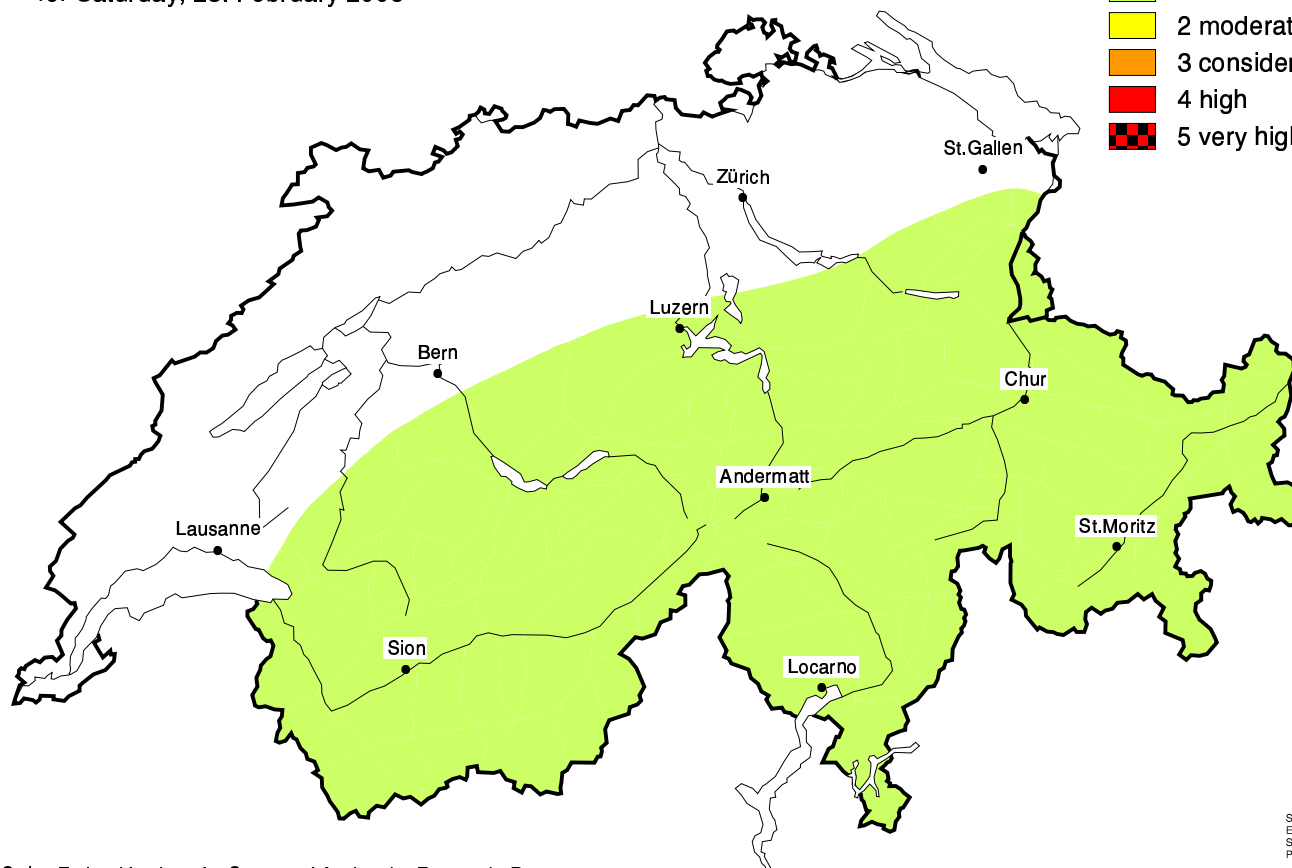 2 moderat
3 consider
4 high
5 very high
St.Gallen
Zürich
Luzern
Bern
Chur
Andermatt
Lausanne
St.Moritz
Sion
Locarno